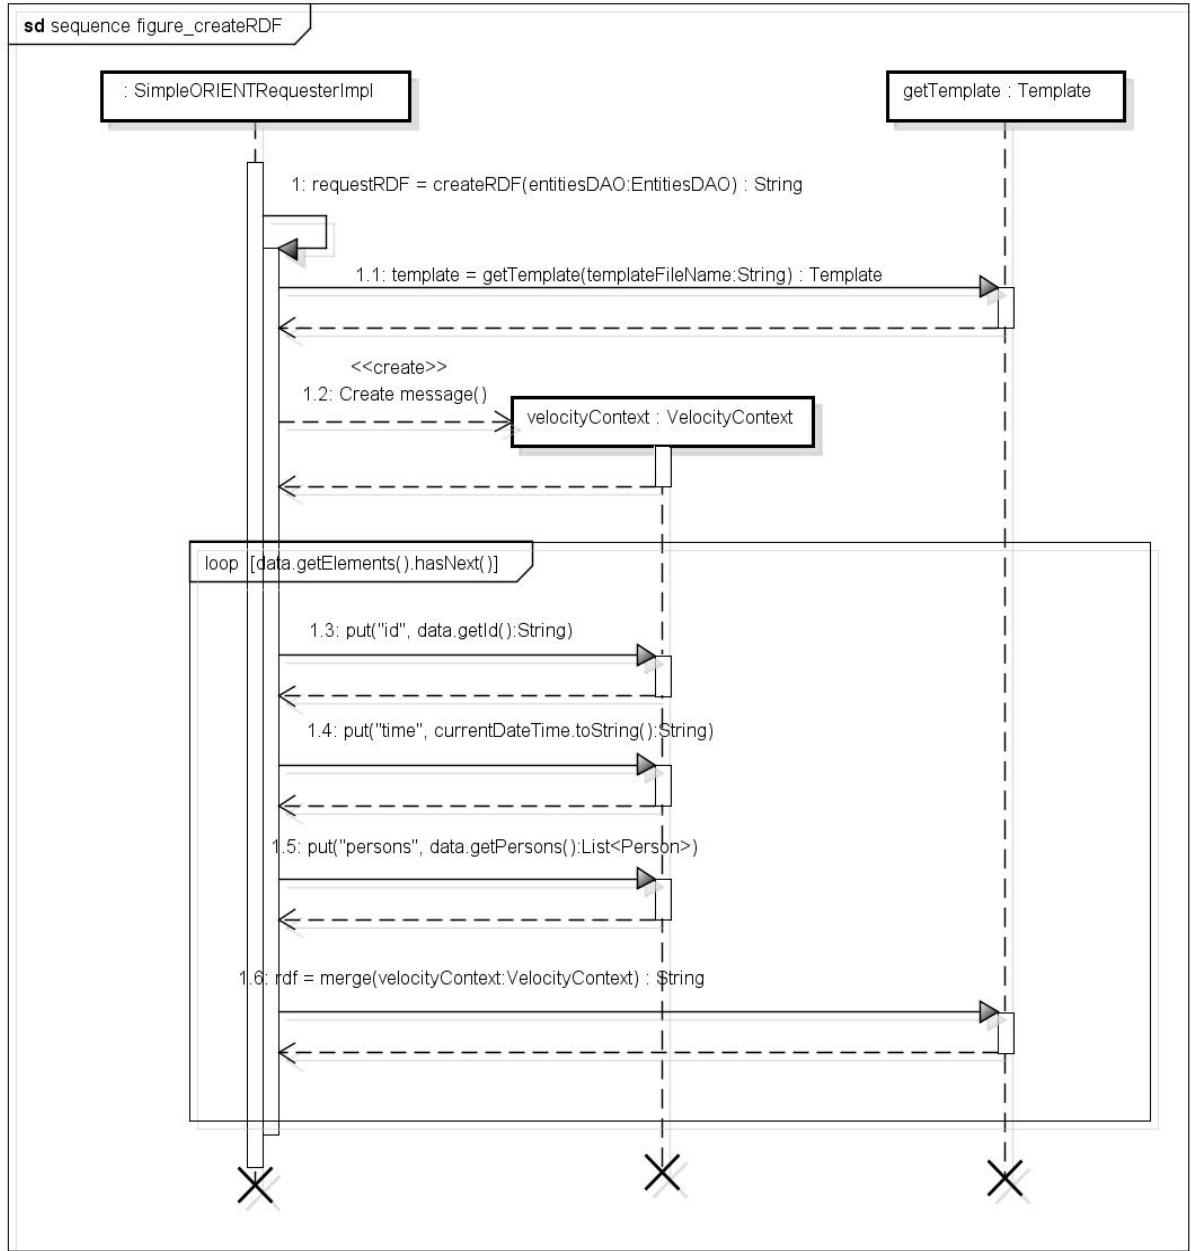 sd sequence figure_createRDF
: SimpleORIENTRequesterImpl
getTemplate : Template
1: requestRDF = createRDF(entitiesDAO:EntitiesDAO) : String
1.1: template = getTemplate(templateFileName:String) : Template
<<create>>
1.2: Create message()
velocityContext : VelocityContext
loop [data.getElements().hasNext()]
1.3: put("id", data.getId():String)
1.4: put("time", currentDateTime.toString():String)
1.5: put("persons", data.getPersons():List<Person>)
1.6: rdf = merge(velocityContext:VelocityContext) : String